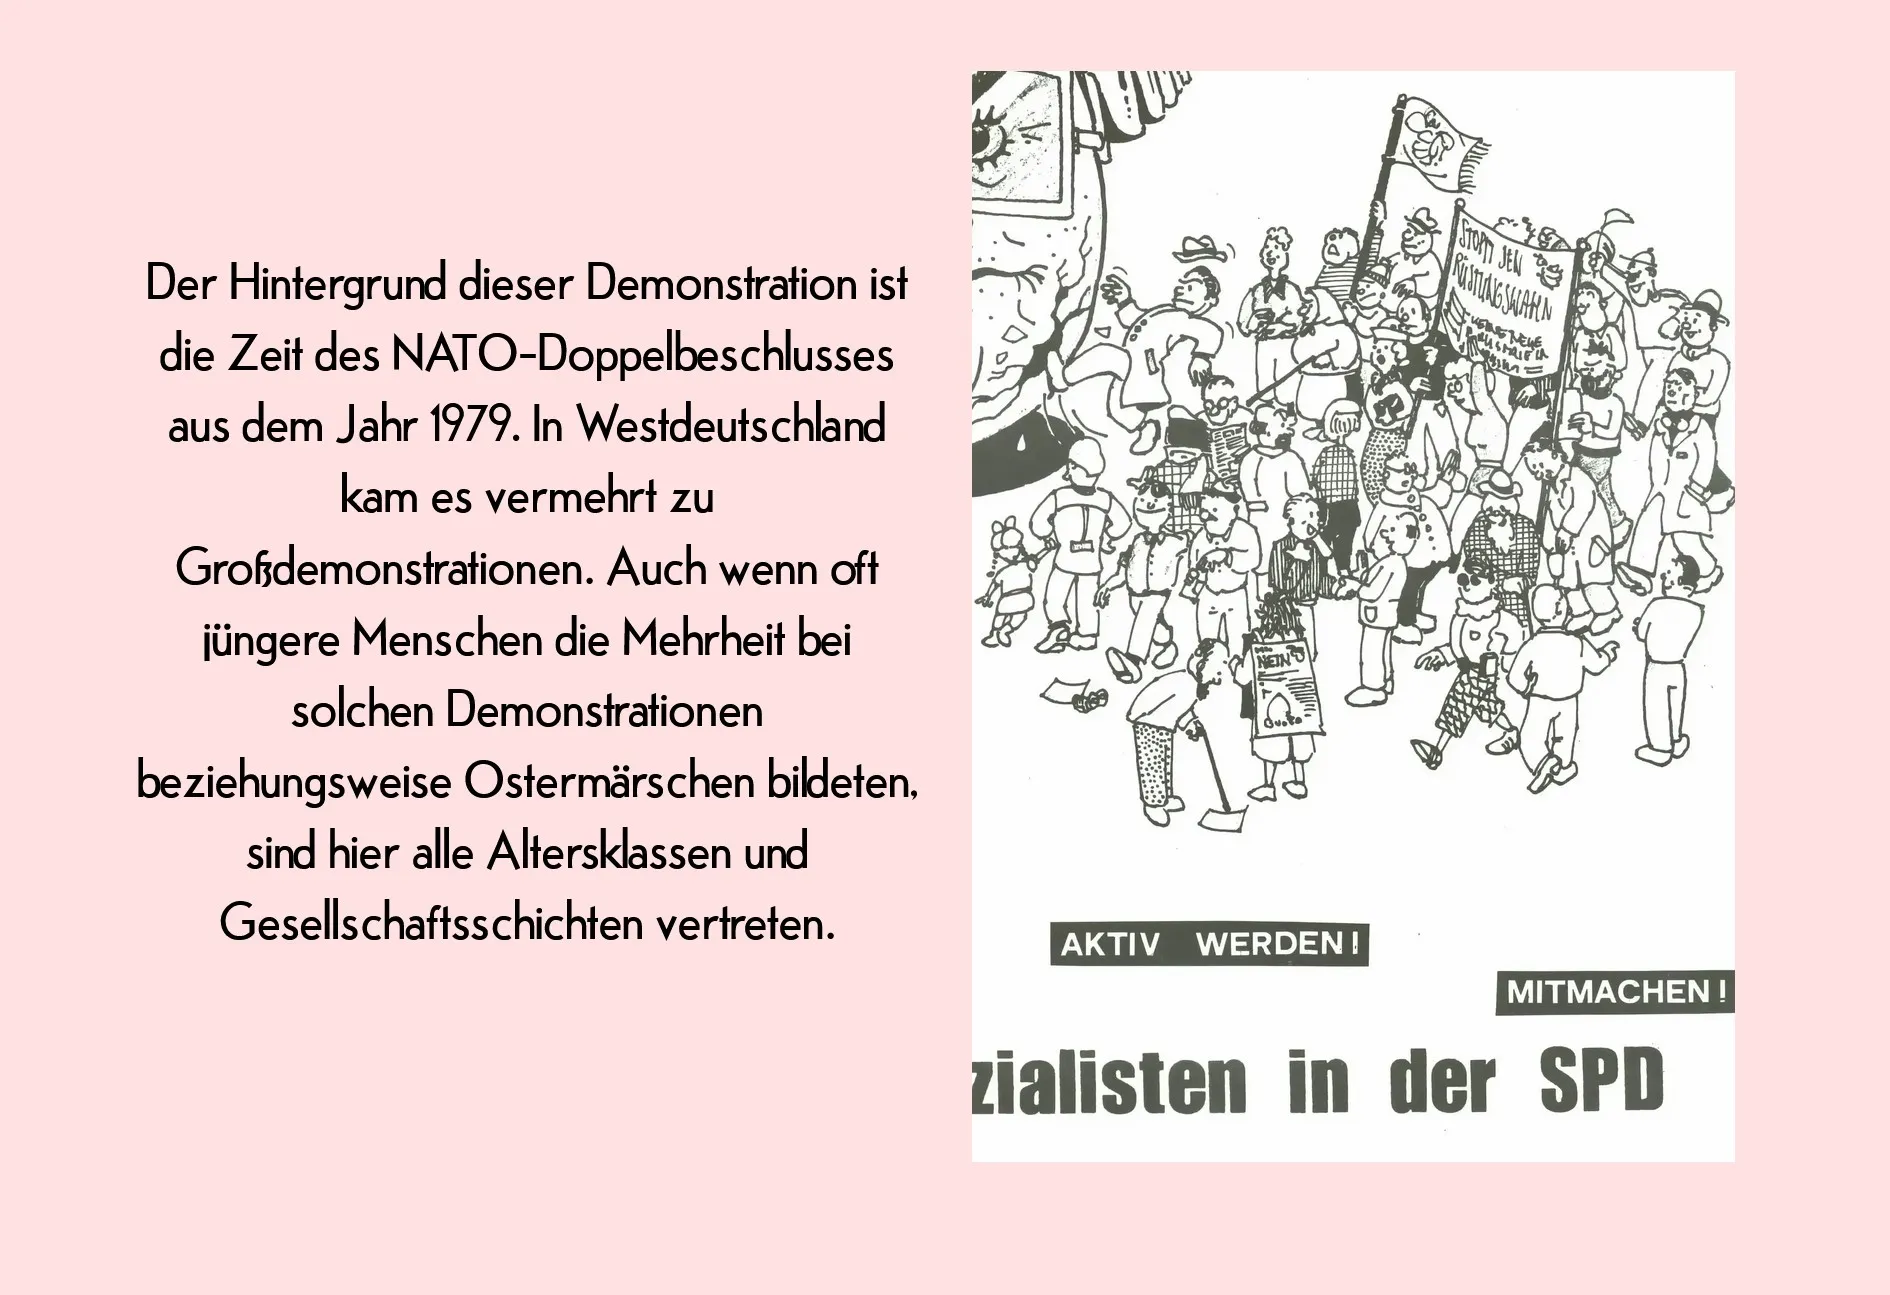 Der Hintergrund dieser Demonstration ist
die Zeit des NATO-Doppelbeschlusses
aus dem Jahr 1979. In Westdeutschland
kam es vermehrt zu
Großdemonstrationen. Auch wenn oft
jüngere Menschen die Mehrheit bei
solchen Demonstrationen
beziehungsweise Ostermärschen bildeten,
sind hier alle Altersklassen und
Gesellschaftsschichten vertreten.
STOPPT DEN
RÜSTUNGSWAHN
KEINE NEUE
NEIN
AKTIV WERDEN!
MITMACHEN!
zialisten in der SPD